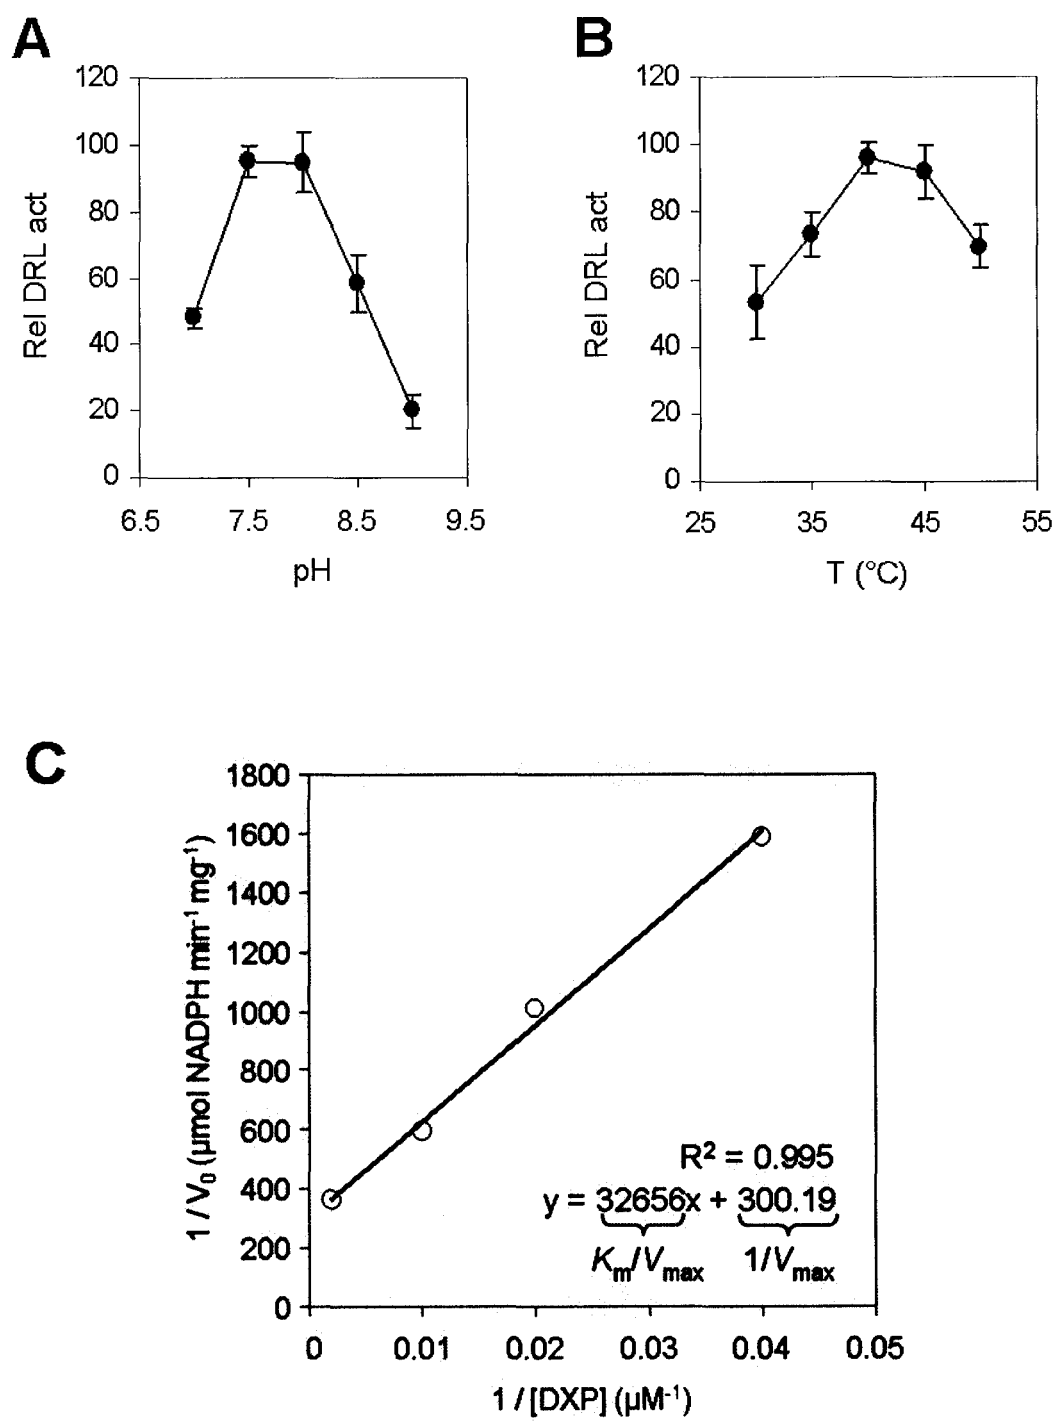 A
120
100
80
60
40
20
0
Rel DRL act
6.5 7.5 8.5 9.5
pH
B
120
100
80
60
40
20
0
Rel DRL act
25 35 45 55
T (°C)
C
1800
1600
1400
1200
1000
800
600
400
200
0
1 / V₀ (µmol NADPH min⁻¹ mg⁻¹)
R² = 0.995
y = 32656x + 300.19
Kₘ/Vmax 1/Vmax
0 0.01 0.02 0.03 0.04 0.05
1 / [DXP] (µM⁻¹)